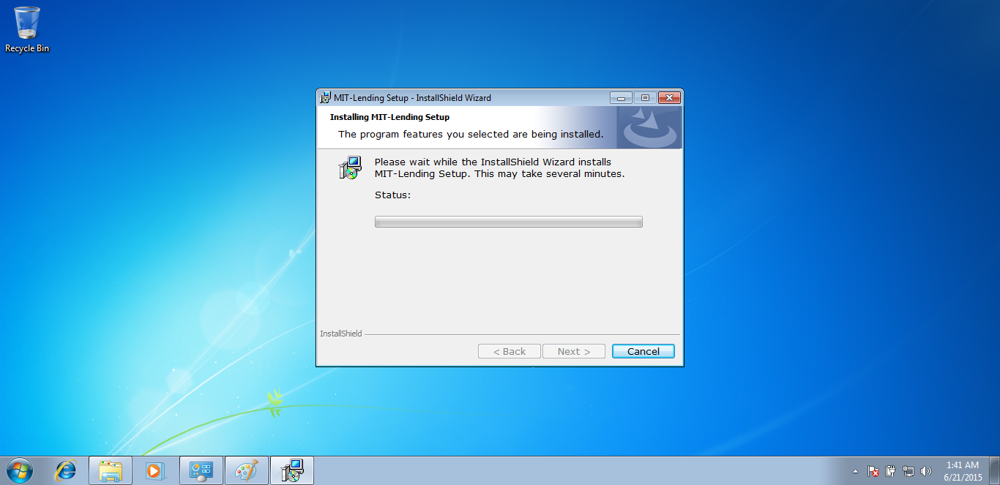 Recycle Bin
MIT-Lending Setup - InstallShield Wizard
Installing MIT-Lending Setup
The program features you selected are being installed.
Please wait while the InstallShield Wizard installs
MIT-Lending Setup. This may take several minutes.
Status:
InstallShield
< Back Next > Cancel
1:41 AM
6/21/2015